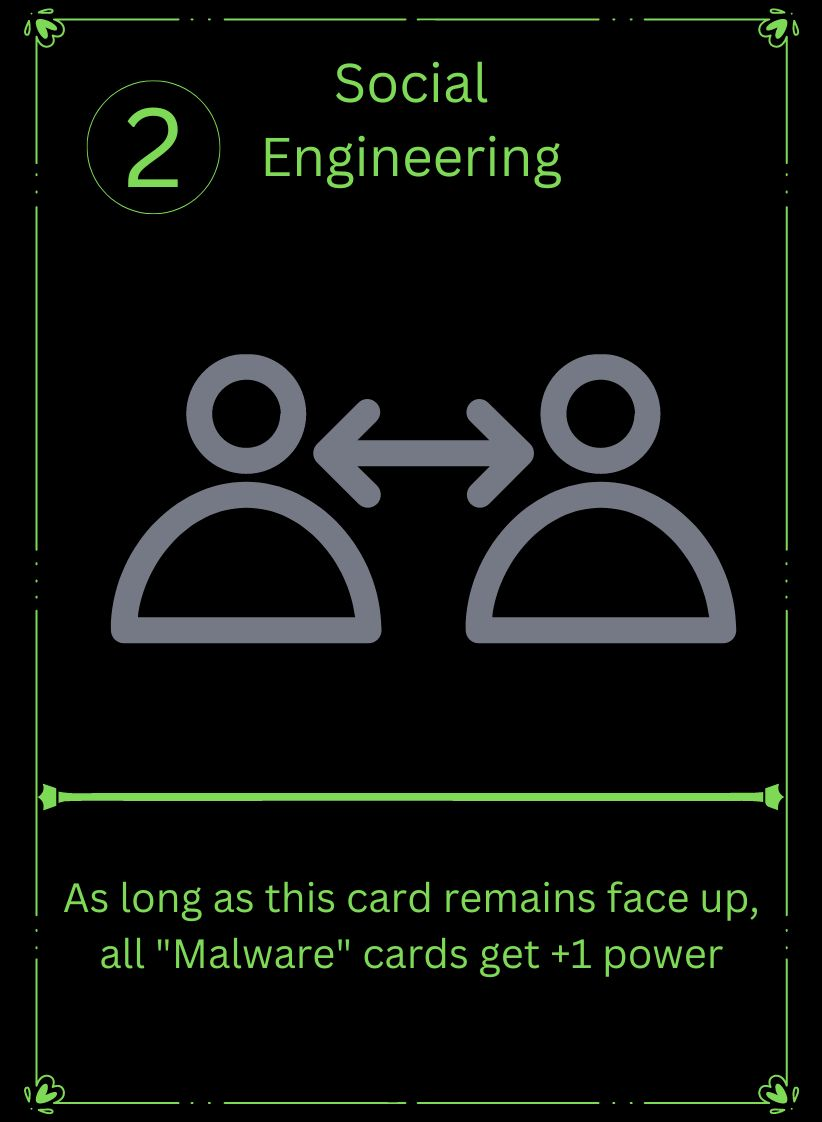 Social
2
Engineering
As long as this card remains face up,
all "Malware" cards get +1 power